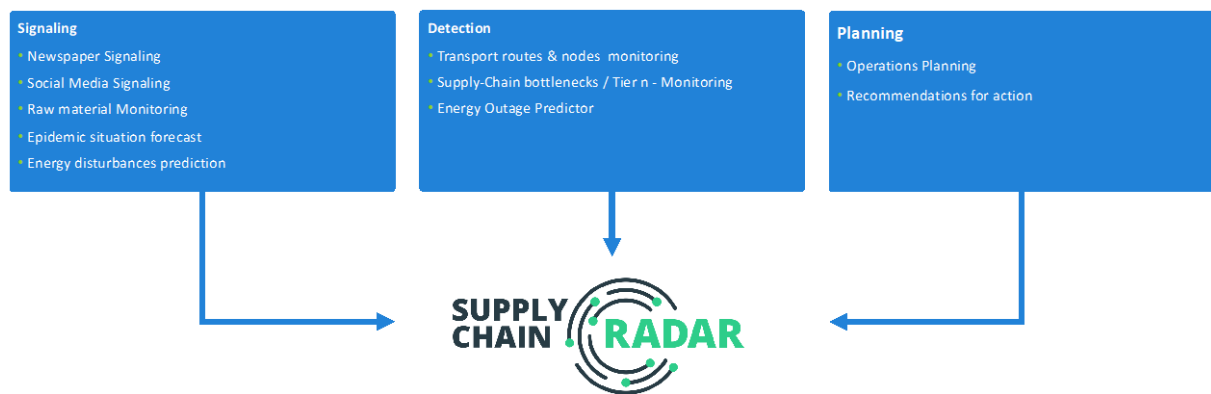 Signaling
• Newspaper Signaling
• Social Media Signaling
• Raw material Monitoring
• Epidemic situation forecast
• Energy disturbances prediction
Detection
• Transport routes & nodes monitoring
• Supply-Chain bottlenecks / Tier n - Monitoring
• Energy Outage Predictor
Planning
• Operations Planning
• Recommendations for action
SUPPLY
CHAIN RADAR